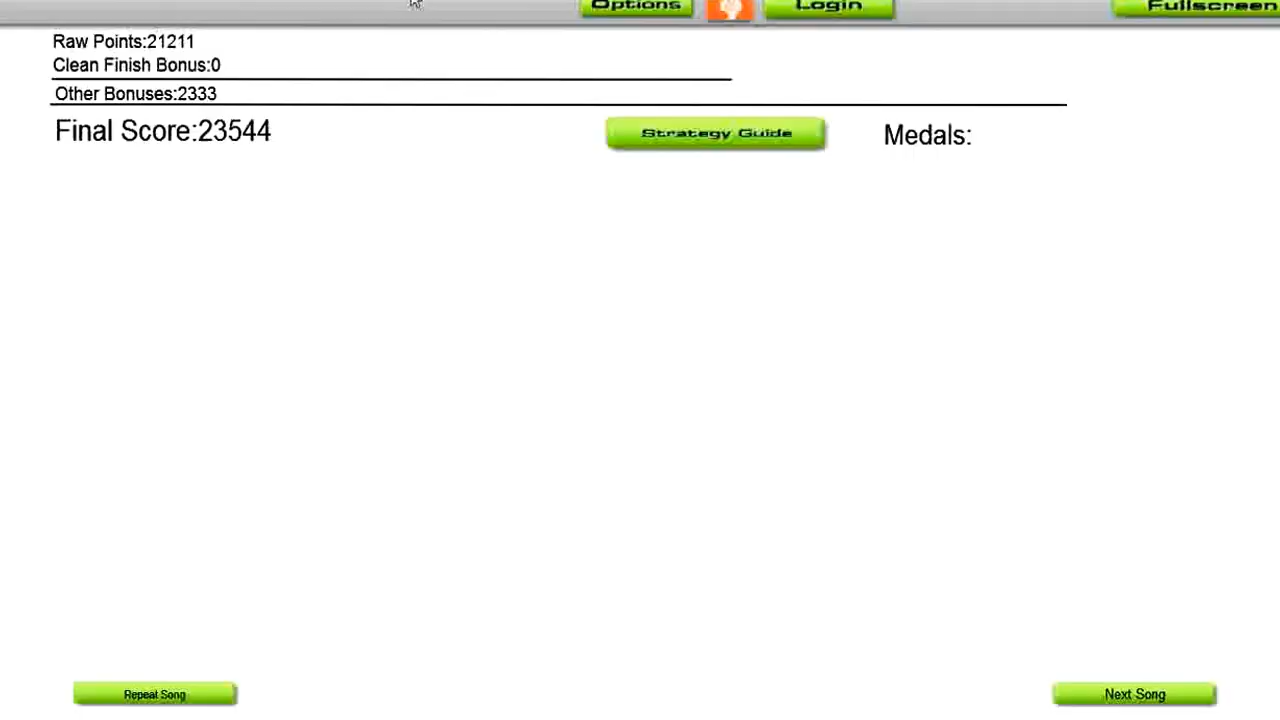 Options
Login
Fullscreen
Raw Points:21211
Clean Finish Bonus:0
Other Bonuses:2333
Final Score:23544
Strategy Guide
Medals:
Repeat Song
Next Song